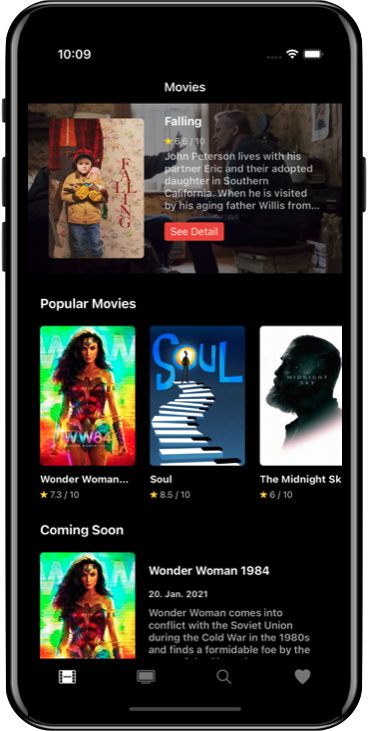 10:09
Movies
FALLING
Falling
6.6 / 10
John Peterson lives with his
partner Eric and their adopted
daughter in Southern
California. When he is visited
by his aging father Willis from...
See Detail
Popular Movies
WW84
SOUL
MIDNIGHT
SKY
Wonder Woman...
Soul
The Midnight Sk
7.3 / 10
8.5 / 10
6 / 10
Coming Soon
Wonder Woman 1984
20. Jan. 2021
Wonder Woman comes into
conflict with the Soviet Union
during the Cold War in the 1980s
and finds a formidable foe by the